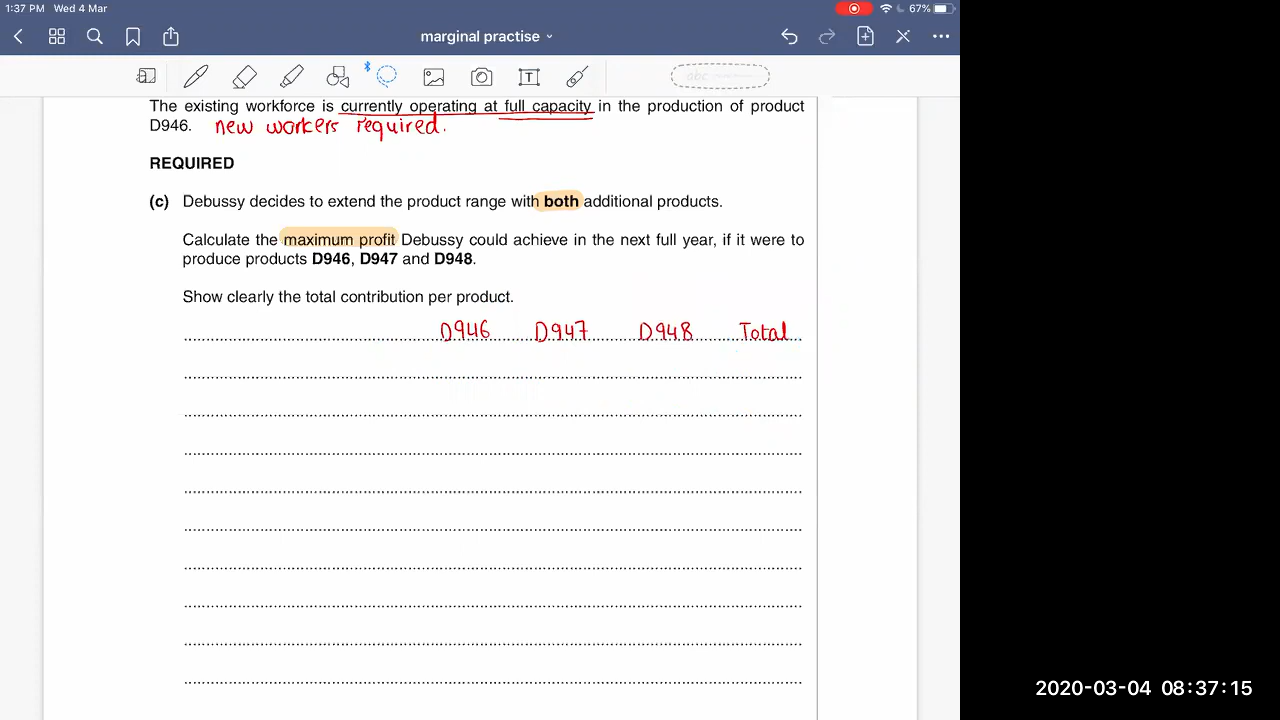 1:37 PM Wed 4 Mar
67%
marginal practise
T
abc
The existing workforce is currently operating at full capacity in the production of product
D946. new workers required.
REQUIRED
(c) Debussy decides to extend the product range with both additional products.
Calculate the maximum profit Debussy could achieve in the next full year, if it were to
produce products D946, D947 and D948.
Show clearly the total contribution per product.
D946 D947 D948 Total
2020-03-04 08:37:15